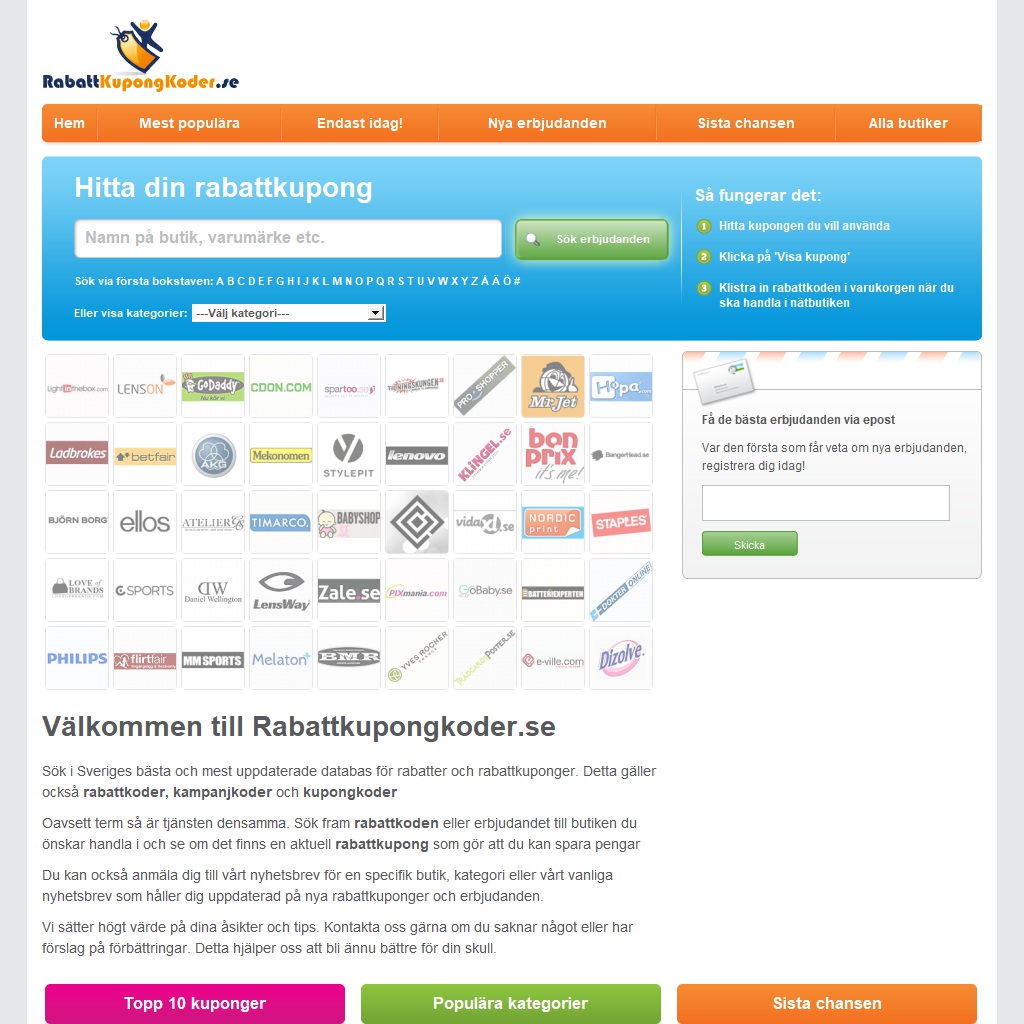 RabattKupongKoder.se
Hem Mest populära Endast idag! Nya erbjudanden Sista chansen Alla butiker
Hitta din rabattkupong
Namn på butik, varumärke etc.
Sök erbjudanden
Sök via första bokstaven: A B C D E F G H I J K L M N O P Q R S T U V W X Y Z Å Ä Ö #
Eller visa kategorier: ---Välj kategori---
Så fungerar det:
1 Hitta kupongen du vill använda
2 Klicka på 'Visa kupong'
3 Klistra in rabattkoden i varukorgen när du
ska handla i nätbutiken
Lightinthebox.com LENSON GoDaddy CDON.COM spartoo.se TIDNINGSKUNGEN PRO_SHOPPER MrJet Hopa.com
Ladbrokes betfair AKG Mekonomen STYLEPIT lenovo KLINGEL.se bon prix it's me! BangerHead.se
BJÖRN BORG ellos ATELIER TIMARCO. BABYSHOP vidaXL.se NORDIC print STAPLES
LOVE of BRANDS eSPORTS DW Daniel Wellington LensWay Zale.se PIXmania.com GoBaby.se BATTERIEXPERTEN DOKTER ONLINE
PHILIPS flirtfair MM SPORTS Melaton BMR YVES ROCHER TRÄDGÅRDSPOSTER.SE e-ville.com Dizolve.
Få de bästa erbjudanden via epost
Var den första som får veta om nya erbjudanden,
registrera dig idag!
Skicka
Välkommen till Rabattkupongkoder.se
Sök i Sveriges bästa och mest uppdaterade databas för rabatter och rabattkuponger. Detta gäller
också rabattkoder, kampanjkoder och kupongkoder
Oavsett term så är tjänsten densamma. Sök fram rabattkoden eller erbjudandet till butiken du
önskar handla i och se om det finns en aktuell rabattkupong som gör att du kan spara pengar
Du kan också anmäla dig till vårt nyhetsbrev för en specifik butik, kategori eller vårt vanliga
nyhetsbrev som håller dig uppdaterad på nya rabattkuponger och erbjudanden.
Vi sätter högt värde på dina åsikter och tips. Kontakta oss gärna om du saknar något eller har
förslag på förbättringar. Detta hjälper oss att bli ännu bättre för din skull.
Topp 10 kuponger Populära kategorier Sista chansen